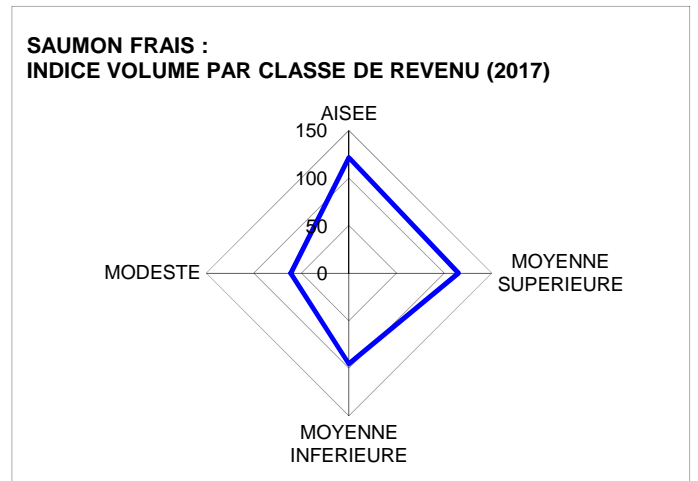 SAUMON FRAIS :
INDICE VOLUME PAR CLASSE DE REVENU (2017)
AISEE
150
100
50
0
MODESTE
MOYENNE
SUPERIEURE
MOYENNE
INFERIEURE